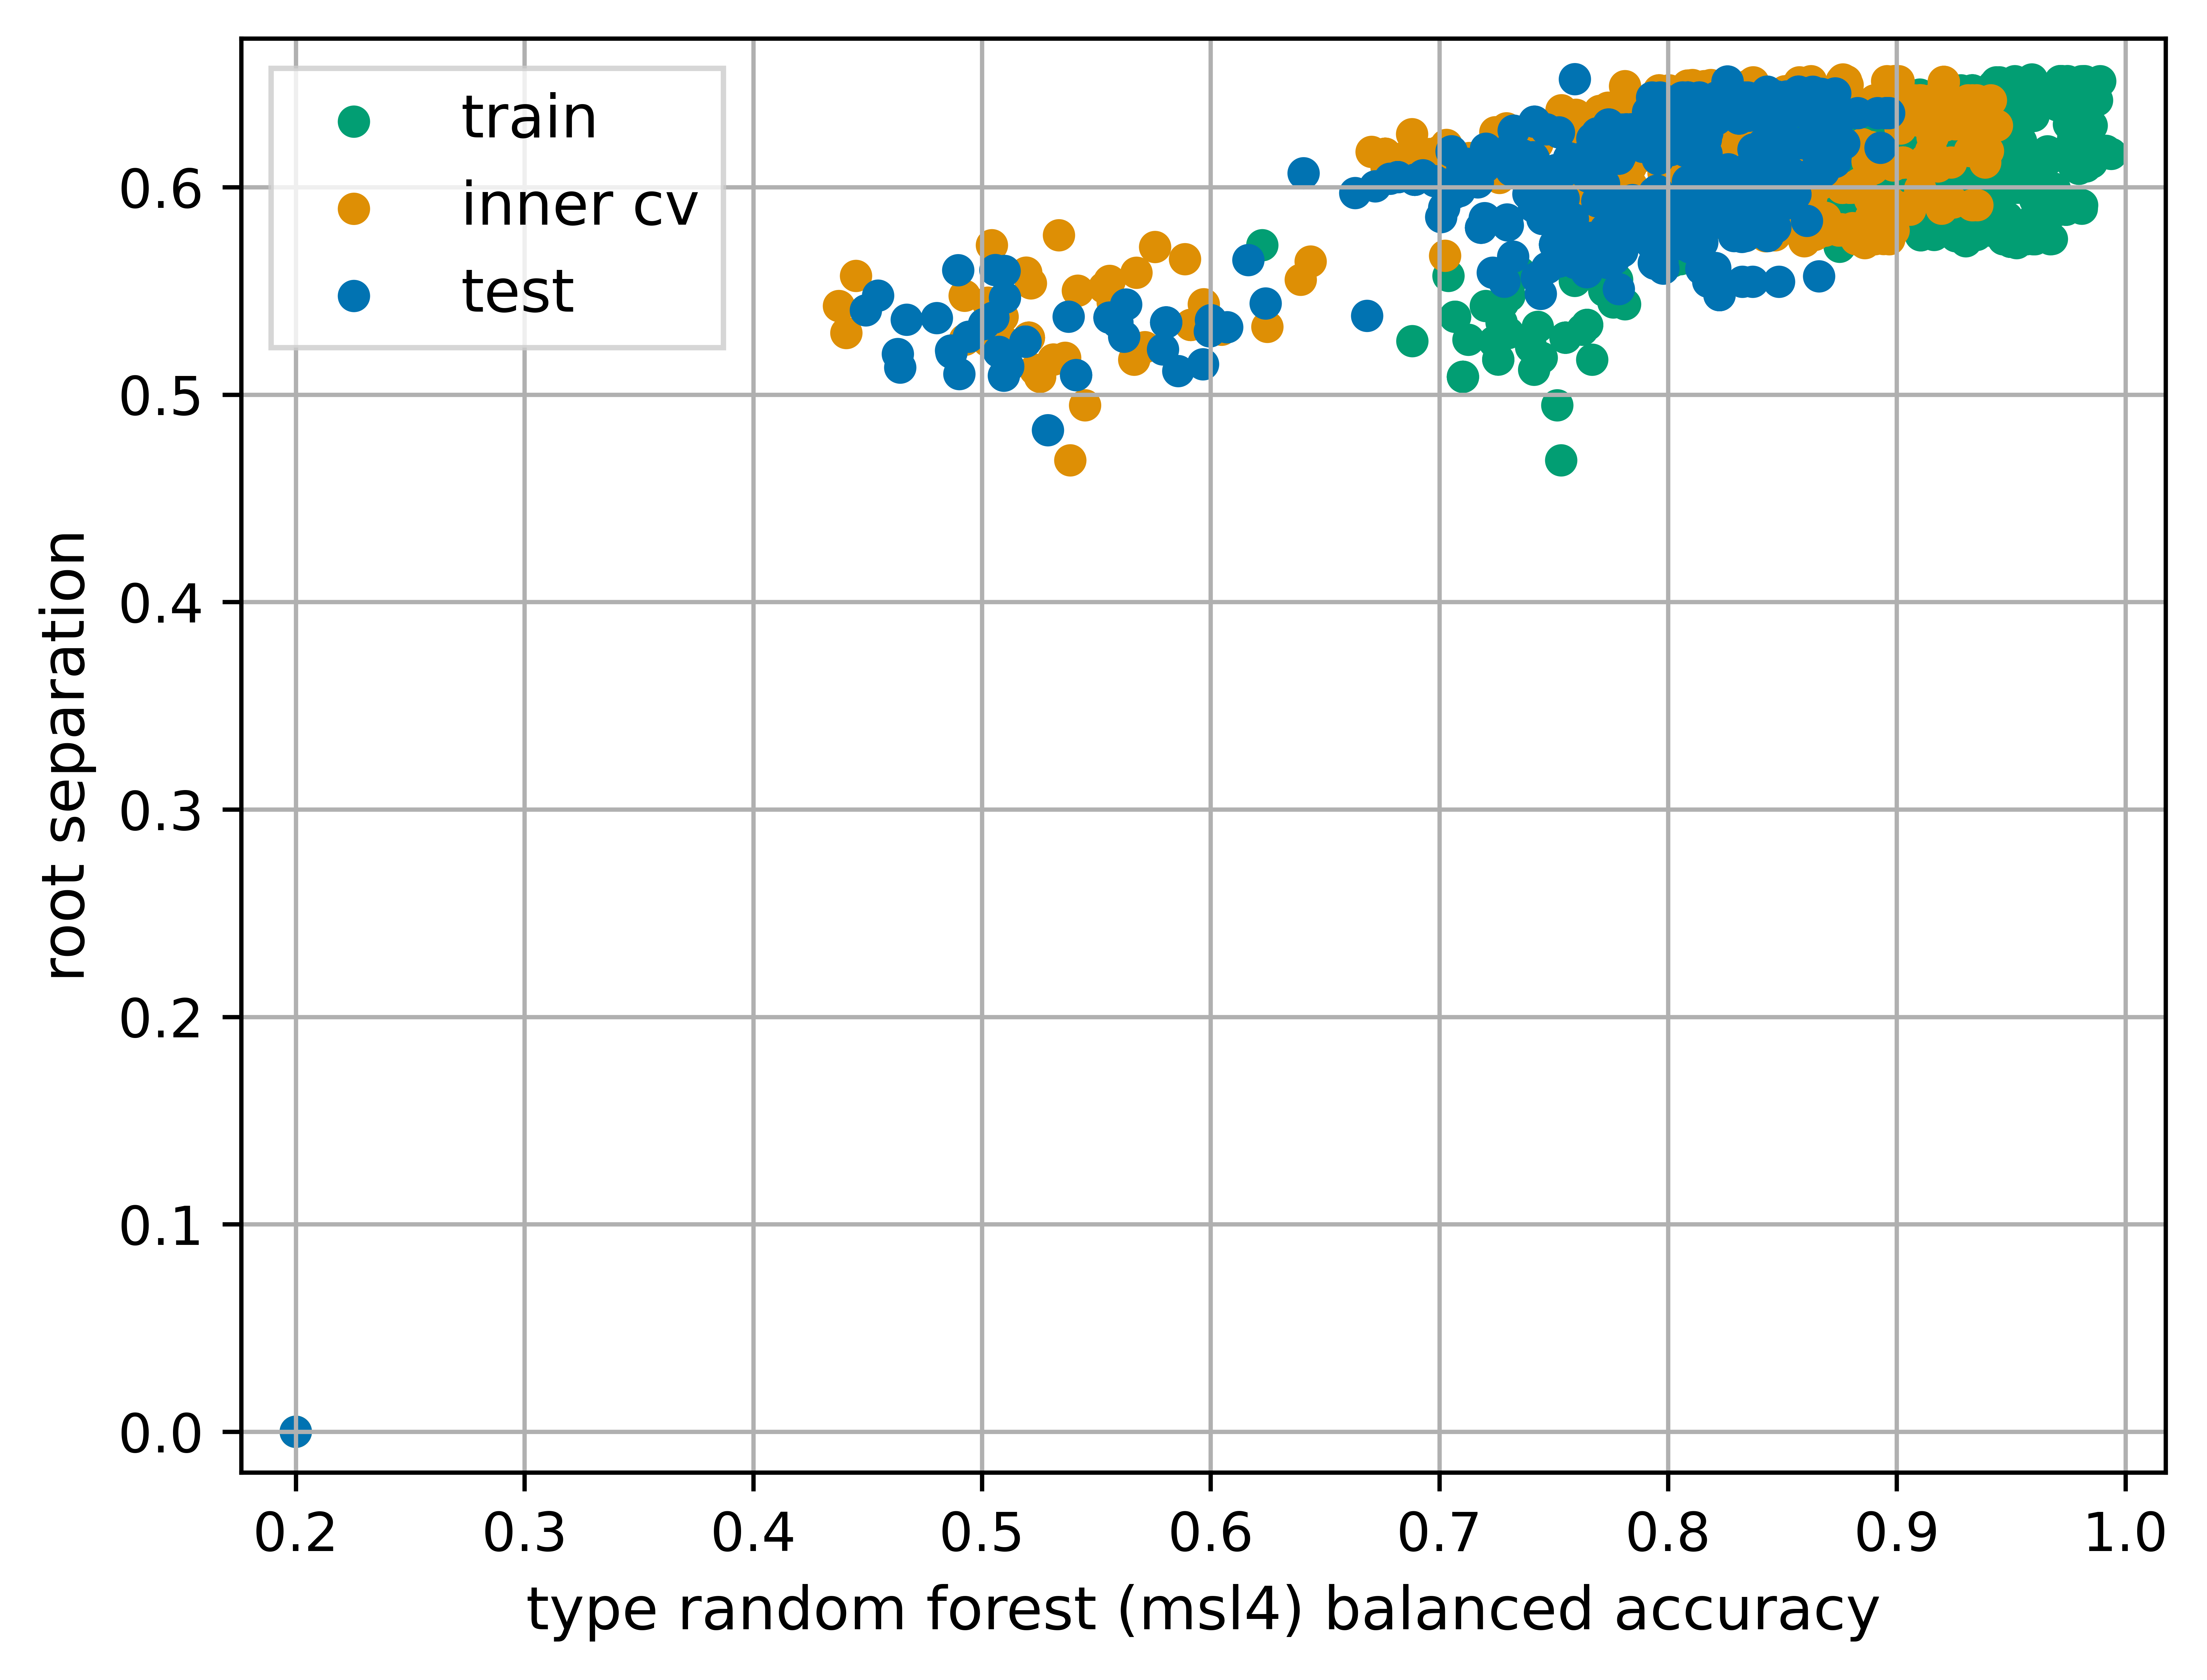 train
inner cv
test
0.6
0.5
0.4
0.3
0.2
0.1
0.0
root separation
0.2 0.3 0.4 0.5 0.6 0.7 0.8 0.9 1.0
type random forest (msl4) balanced accuracy